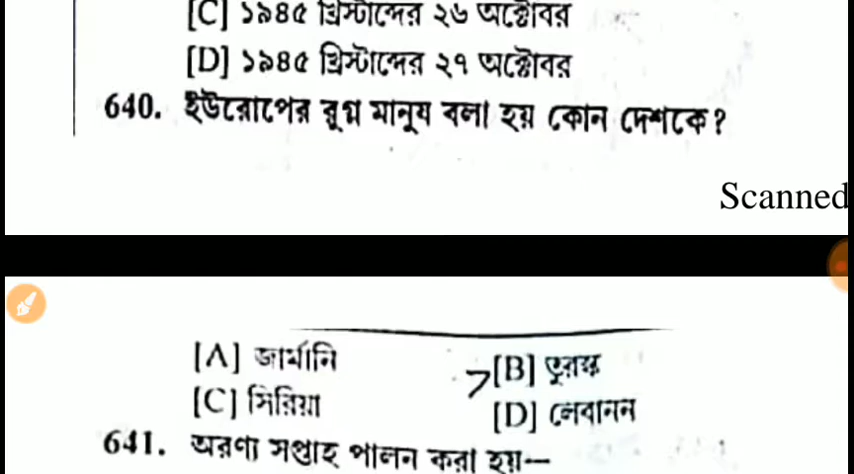 [C] ১৯৪৫ খ্রিস্টাব্দের ২৬ অক্টোবর
[D] ১৯৪৫ খ্রিস্টাব্দের ২৭ অক্টোবর
640. ইউরোপের রুগ্ন মানুষ বলা হয় কোন দেশকে?
Scanned
[A] জার্মানি
[B] তুরস্ক
[C] সিরিয়া
[D] লেবানন
641. অরণ্য সপ্তাহ পালন করা হয়—